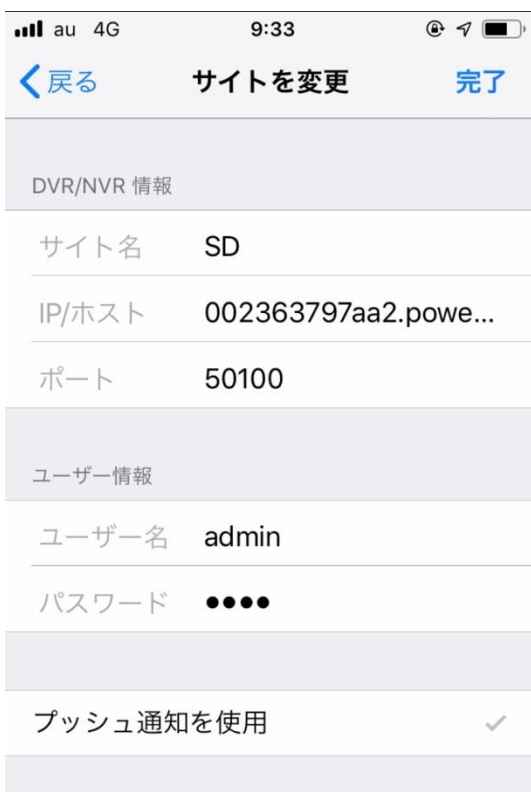 au 4G 9:33
戻る サイトを変更 完了
DVR/NVR 情報
サイト名 SD
IP/ホスト 002363797aa2.powe...
ポート 50100
ユーザー情報
ユーザー名 admin
パスワード ●●●●
プッシュ通知を使用